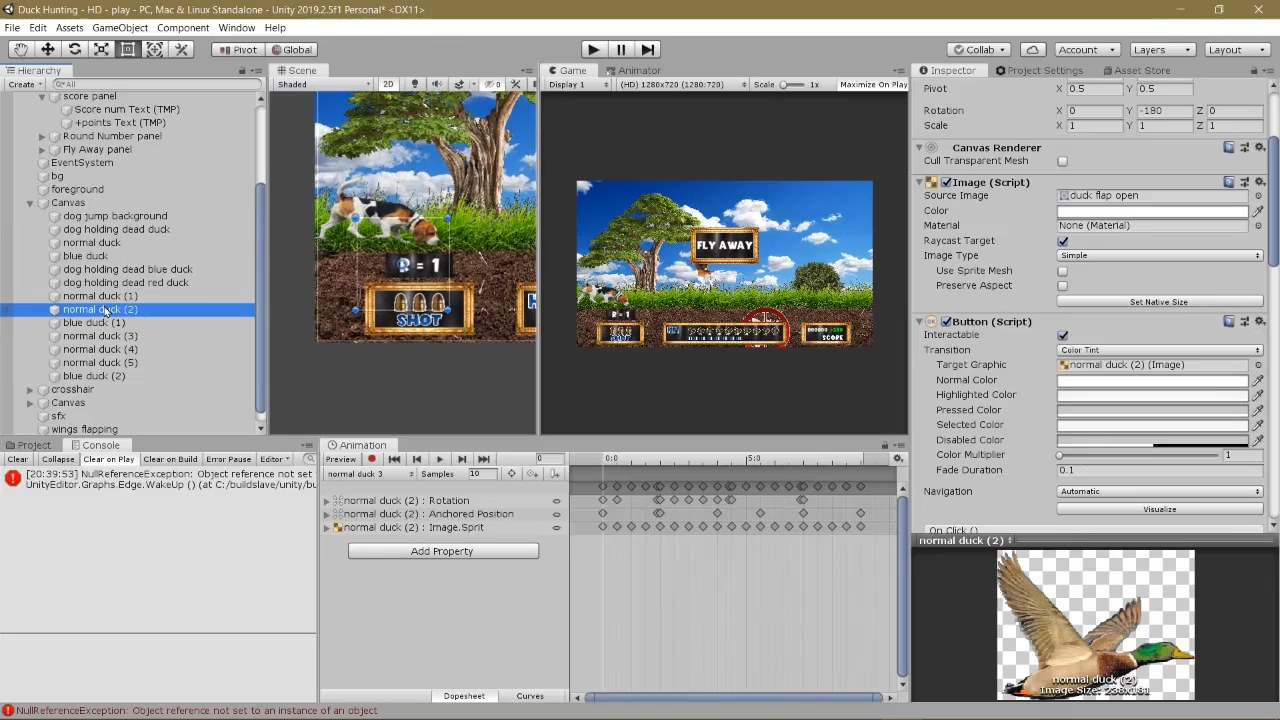 Duck Hunting - HD - play - PC, Mac & Linux Standalone - Unity 2019.2.5f1 Personal* <DX11>
File Edit Assets GameObject Component Window Help
Pivot Global Collab Account Layers Layout
Hierarchy
Create All
score panel
Score num Text (TMP)
+points Text (TMP)
Round Number panel
Fly Away panel
EventSystem
bg
foreground
Canvas
dog jump background
dog holding dead duck
normal duck
blue duck
dog holding dead blue duck
dog holding dead red duck
normal duck (1)
normal duck (2)
blue duck (1)
normal duck (3)
normal duck (4)
normal duck (5)
blue duck (2)
crosshair
Canvas
sfx
wings flapping
Scene
Shaded 2D 0
R = 1
SHOT
Game Animator
Display 1 (HD) 1280x720 (1280:720) Scale 1x Maximize On Play
FLY AWAY
R = 1
SHOT
SCORE
Inspector Project Settings Asset Store
Pivot X 0.5 Y 0.5
Rotation X 0 Y -180 Z 0
Scale X 1 Y 1 Z 1
Canvas Renderer
Cull Transparent Mesh
Image (Script)
Source Image duck flap open
Color
Material None (Material)
Raycast Target
Image Type Simple
Use Sprite Mesh
Preserve Aspect
Set Native Size
Button (Script)
Interactable
Transition Color Tint
Target Graphic normal duck (2) (Image)
Normal Color
Highlighted Color
Pressed Color
Selected Color
Disabled Color
Color Multiplier 1
Fade Duration 0.1
Navigation Automatic
Visualize
On Click ()
normal duck (2)
normal duck (2)
Project Console
Clear Collapse Clear on Play Clear on Build Error Pause Editor
[20:39:53] NullReferenceException: Object reference not set
UnityEditor.Graphs.Edge.WakeUp () (at C:/buildslave/unity/bu
Animation
Preview 0 0:0 5:0
normal duck 3 Samples 10
normal duck (2) : Rotation
normal duck (2) : Anchored Position
normal duck (2) : Image.Sprit
Add Property
Dopesheet Curves
NullReferenceException: Object reference not set to an instance of an object